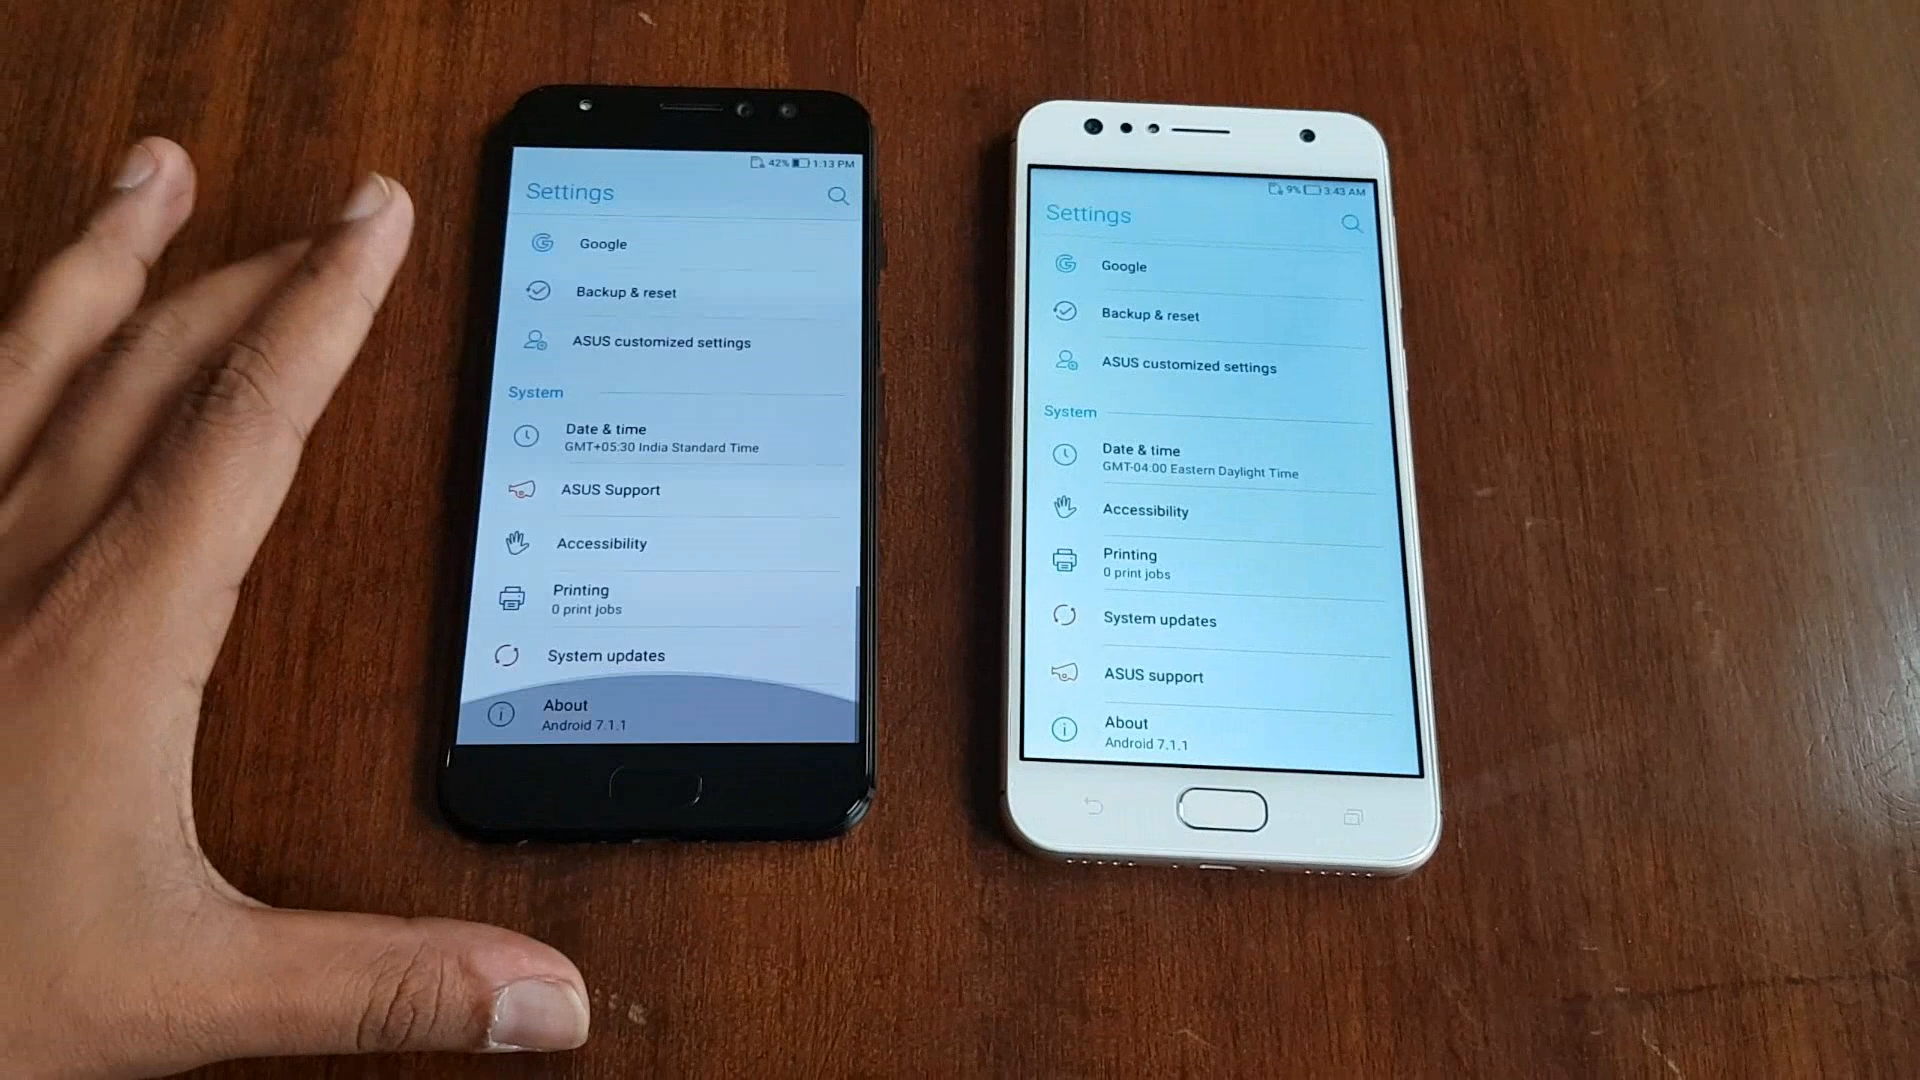 42% 1:13 PM
Settings
Google
Backup & reset
ASUS customized settings
System
Date & time
GMT+05:30 India Standard Time
ASUS Support
Accessibility
Printing
0 print jobs
System updates
About
Android 7.1.1
9% 3:43 AM
Settings
Google
Backup & reset
ASUS customized settings
System
Date & time
GMT-04:00 Eastern Daylight Time
Accessibility
Printing
0 print jobs
System updates
ASUS support
About
Android 7.1.1